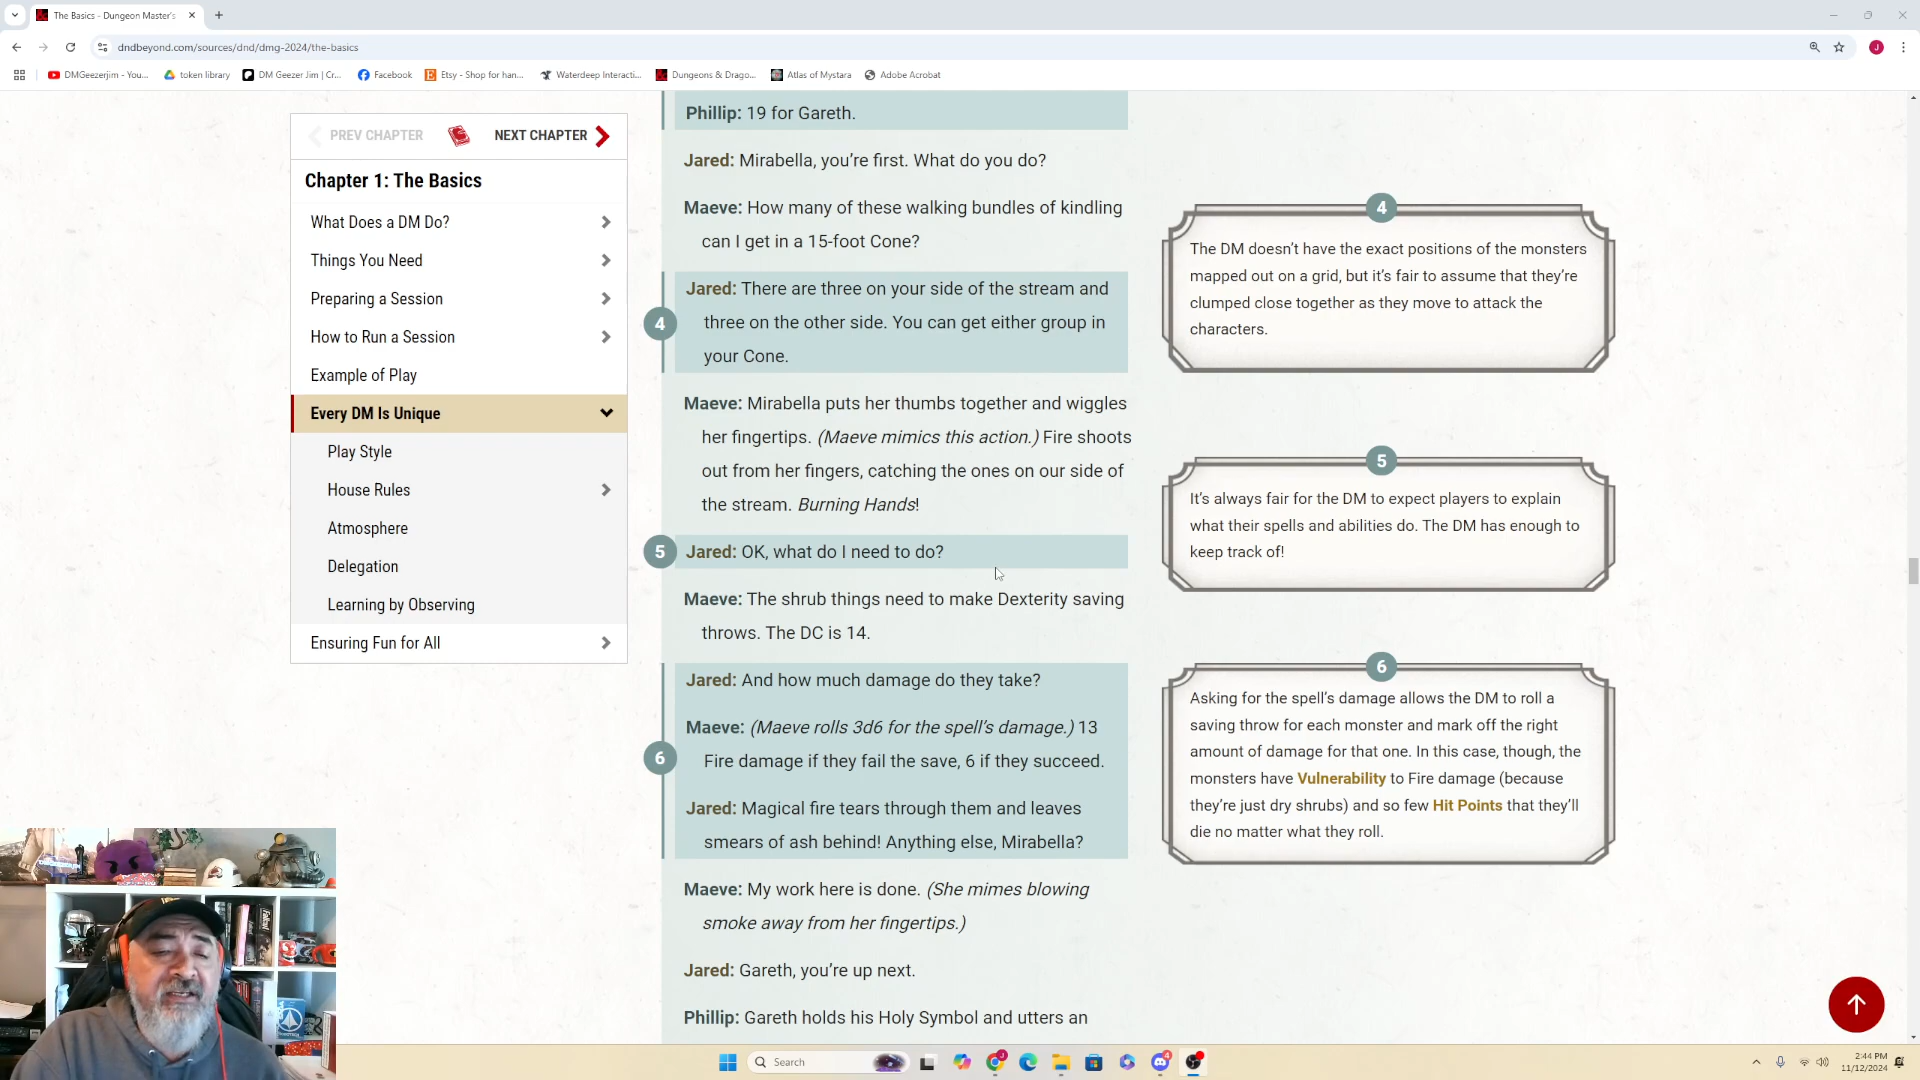 The Basics - Dungeon Master's
dndbeyond.com/sources/dnd/dmg-2024/the-basics
DMGeezerjim - You...
token library
DM Geezer Jim | Cr...
Facebook
Etsy - Shop for han...
Waterdeep Interacti...
Dungeons & Drago...
Atlas of Mystara
Adobe Acrobat
PREV CHAPTER
NEXT CHAPTER
Chapter 1: The Basics
What Does a DM Do?
Things You Need
Preparing a Session
How to Run a Session
Example of Play
Every DM Is Unique
Play Style
House Rules
Atmosphere
Delegation
Learning by Observing
Ensuring Fun for All
Phillip: 19 for Gareth.
Jared: Mirabella, you're first. What do you do?
Maeve: How many of these walking bundles of kindling
can I get in a 15-foot Cone?
4
Jared: There are three on your side of the stream and
three on the other side. You can get either group in
your Cone.
Maeve: Mirabella puts her thumbs together and wiggles
her fingertips. (Maeve mimics this action.) Fire shoots
out from her fingers, catching the ones on our side of
the stream. Burning Hands!
5
Jared: OK, what do I need to do?
Maeve: The shrub things need to make Dexterity saving
throws. The DC is 14.
6
Jared: And how much damage do they take?
Maeve: (Maeve rolls 3d6 for the spell's damage.) 13
Fire damage if they fail the save, 6 if they succeed.
Jared: Magical fire tears through them and leaves
smears of ash behind! Anything else, Mirabella?
Maeve: My work here is done. (She mimes blowing
smoke away from her fingertips.)
Jared: Gareth, you're up next.
Phillip: Gareth holds his Holy Symbol and utters an
4
The DM doesn't have the exact positions of the monsters
mapped out on a grid, but it's fair to assume that they're
clumped close together as they move to attack the
characters.
5
It's always fair for the DM to expect players to explain
what their spells and abilities do. The DM has enough to
keep track of!
6
Asking for the spell's damage allows the DM to roll a
saving throw for each monster and mark off the right
amount of damage for that one. In this case, though, the
monsters have Vulnerability to Fire damage (because
they're just dry shrubs) and so few Hit Points that they'll
die no matter what they roll.
Search
2:44 PM
11/12/2024